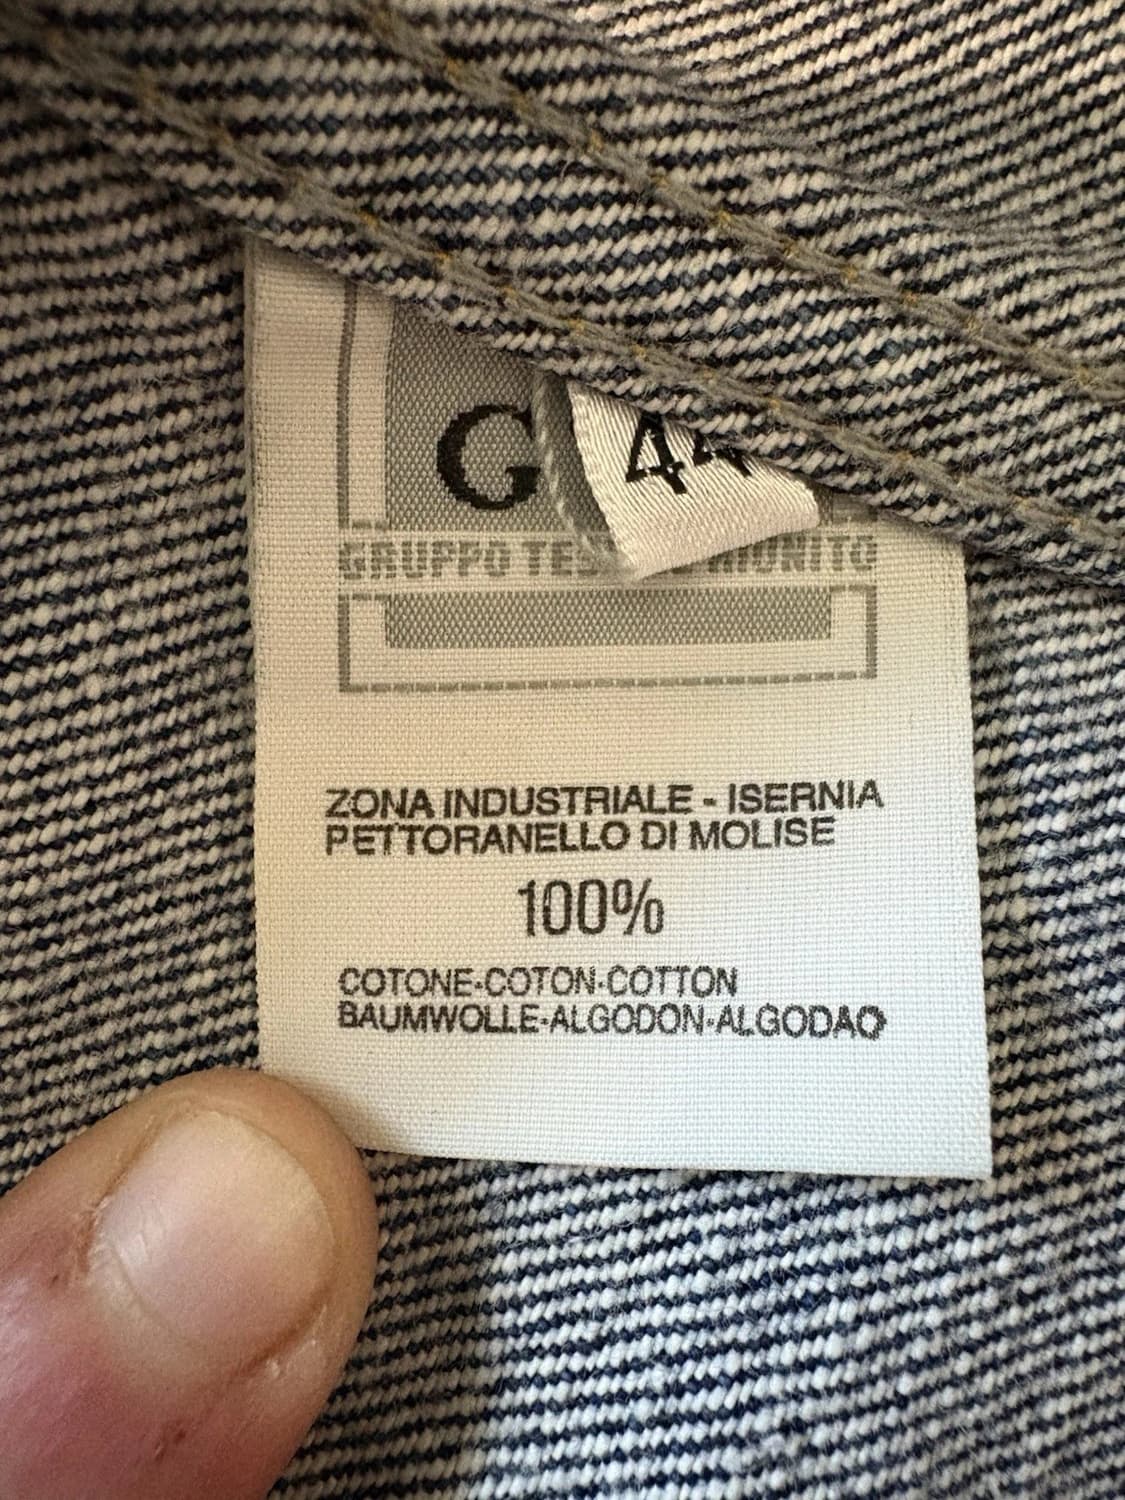 G
44
GRUPPO TES RIUNITO
ZONA INDUSTRIALE - ISERNIA
PETTORANELLO DI MOLISE
100%
COTONE-COTON-COTTON
BAUMWOLLE-ALGODON-ALGODAO